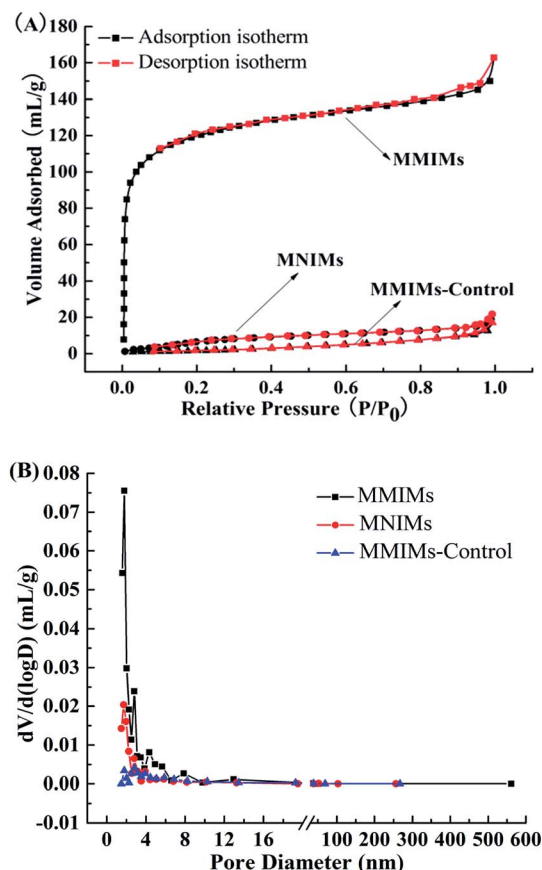 (A)
Adsorption isotherm
Desorption isotherm
180
160
140
120
100
80
60
40
20
0
Volume Adsorbed (mL/g)
MMIMs
MNIMs
MMIMs-Control
0.0 0.2 0.4 0.6 0.8 1.0
Relative Pressure (P/P0)
(B)
MMIMs
MNIMs
MMIMs-Control
0.08
0.07
0.06
0.05
0.04
0.03
0.02
0.01
0.00
-0.01
dV/d(logD) (mL/g)
0 4 8 12 16 100 200 300 400 500 600
Pore Diameter (nm)